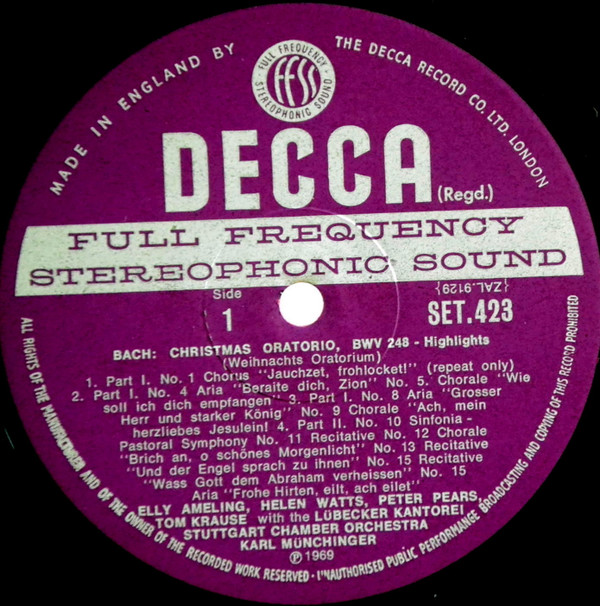 MADE IN ENGLAND BY
THE DECCA RECORD CO. LTD. LONDON
FULL FREQUENCY
ffss
STEREOPHONIC SOUND
DECCA (Regd.)
FULL FREQUENCY
STEREOPHONIC SOUND
Side
1
{ZAL.9129}
SET.423
BACH: CHRISTMAS ORATORIO, BWV 248 - Highlights
(Weihnachts Oratorium)
1. Part I. No. 1 Chorus "Jauchzet, frohlocket!" (repeat only)
2. Part I. No. 4 Aria "Beraite dich, Zion" No. 5. Chorale "Wie
soll ich dich empfangen" 3. Part I. No. 8 Aria "Grosser
Herr und starker König" No. 9 Chorale "Ach, mein
herzliebes Jesulein! 4. Part II. No. 10 Sinfonia -
Pastoral Symphony No. 11 Recitative No. 12 Chorale
"Brich an, o schönes Morgenlicht" No. 13 Recitative
"Und der Engel sprach zu ihnen" No. 15 Recitative
"Wass Gott dem Abraham verheissen" No. 15
Aria "Frohe Hirten, eilt, ach eilet"
ELLY AMELING, HELEN WATTS, PETER PEARS,
TOM KRAUSE with the LÜBECKER KANTOREI
STUTTGART CHAMBER ORCHESTRA
KARL MÜNCHINGER
℗ 1969
ALL RIGHTS OF THE MANUFACTURER AND OF THE OWNER OF THE RECORDED WORK RESERVED · UNAUTHORISED PUBLIC PERFORMANCE BROADCASTING AND COPYING OF THIS RECORD PROHIBITED